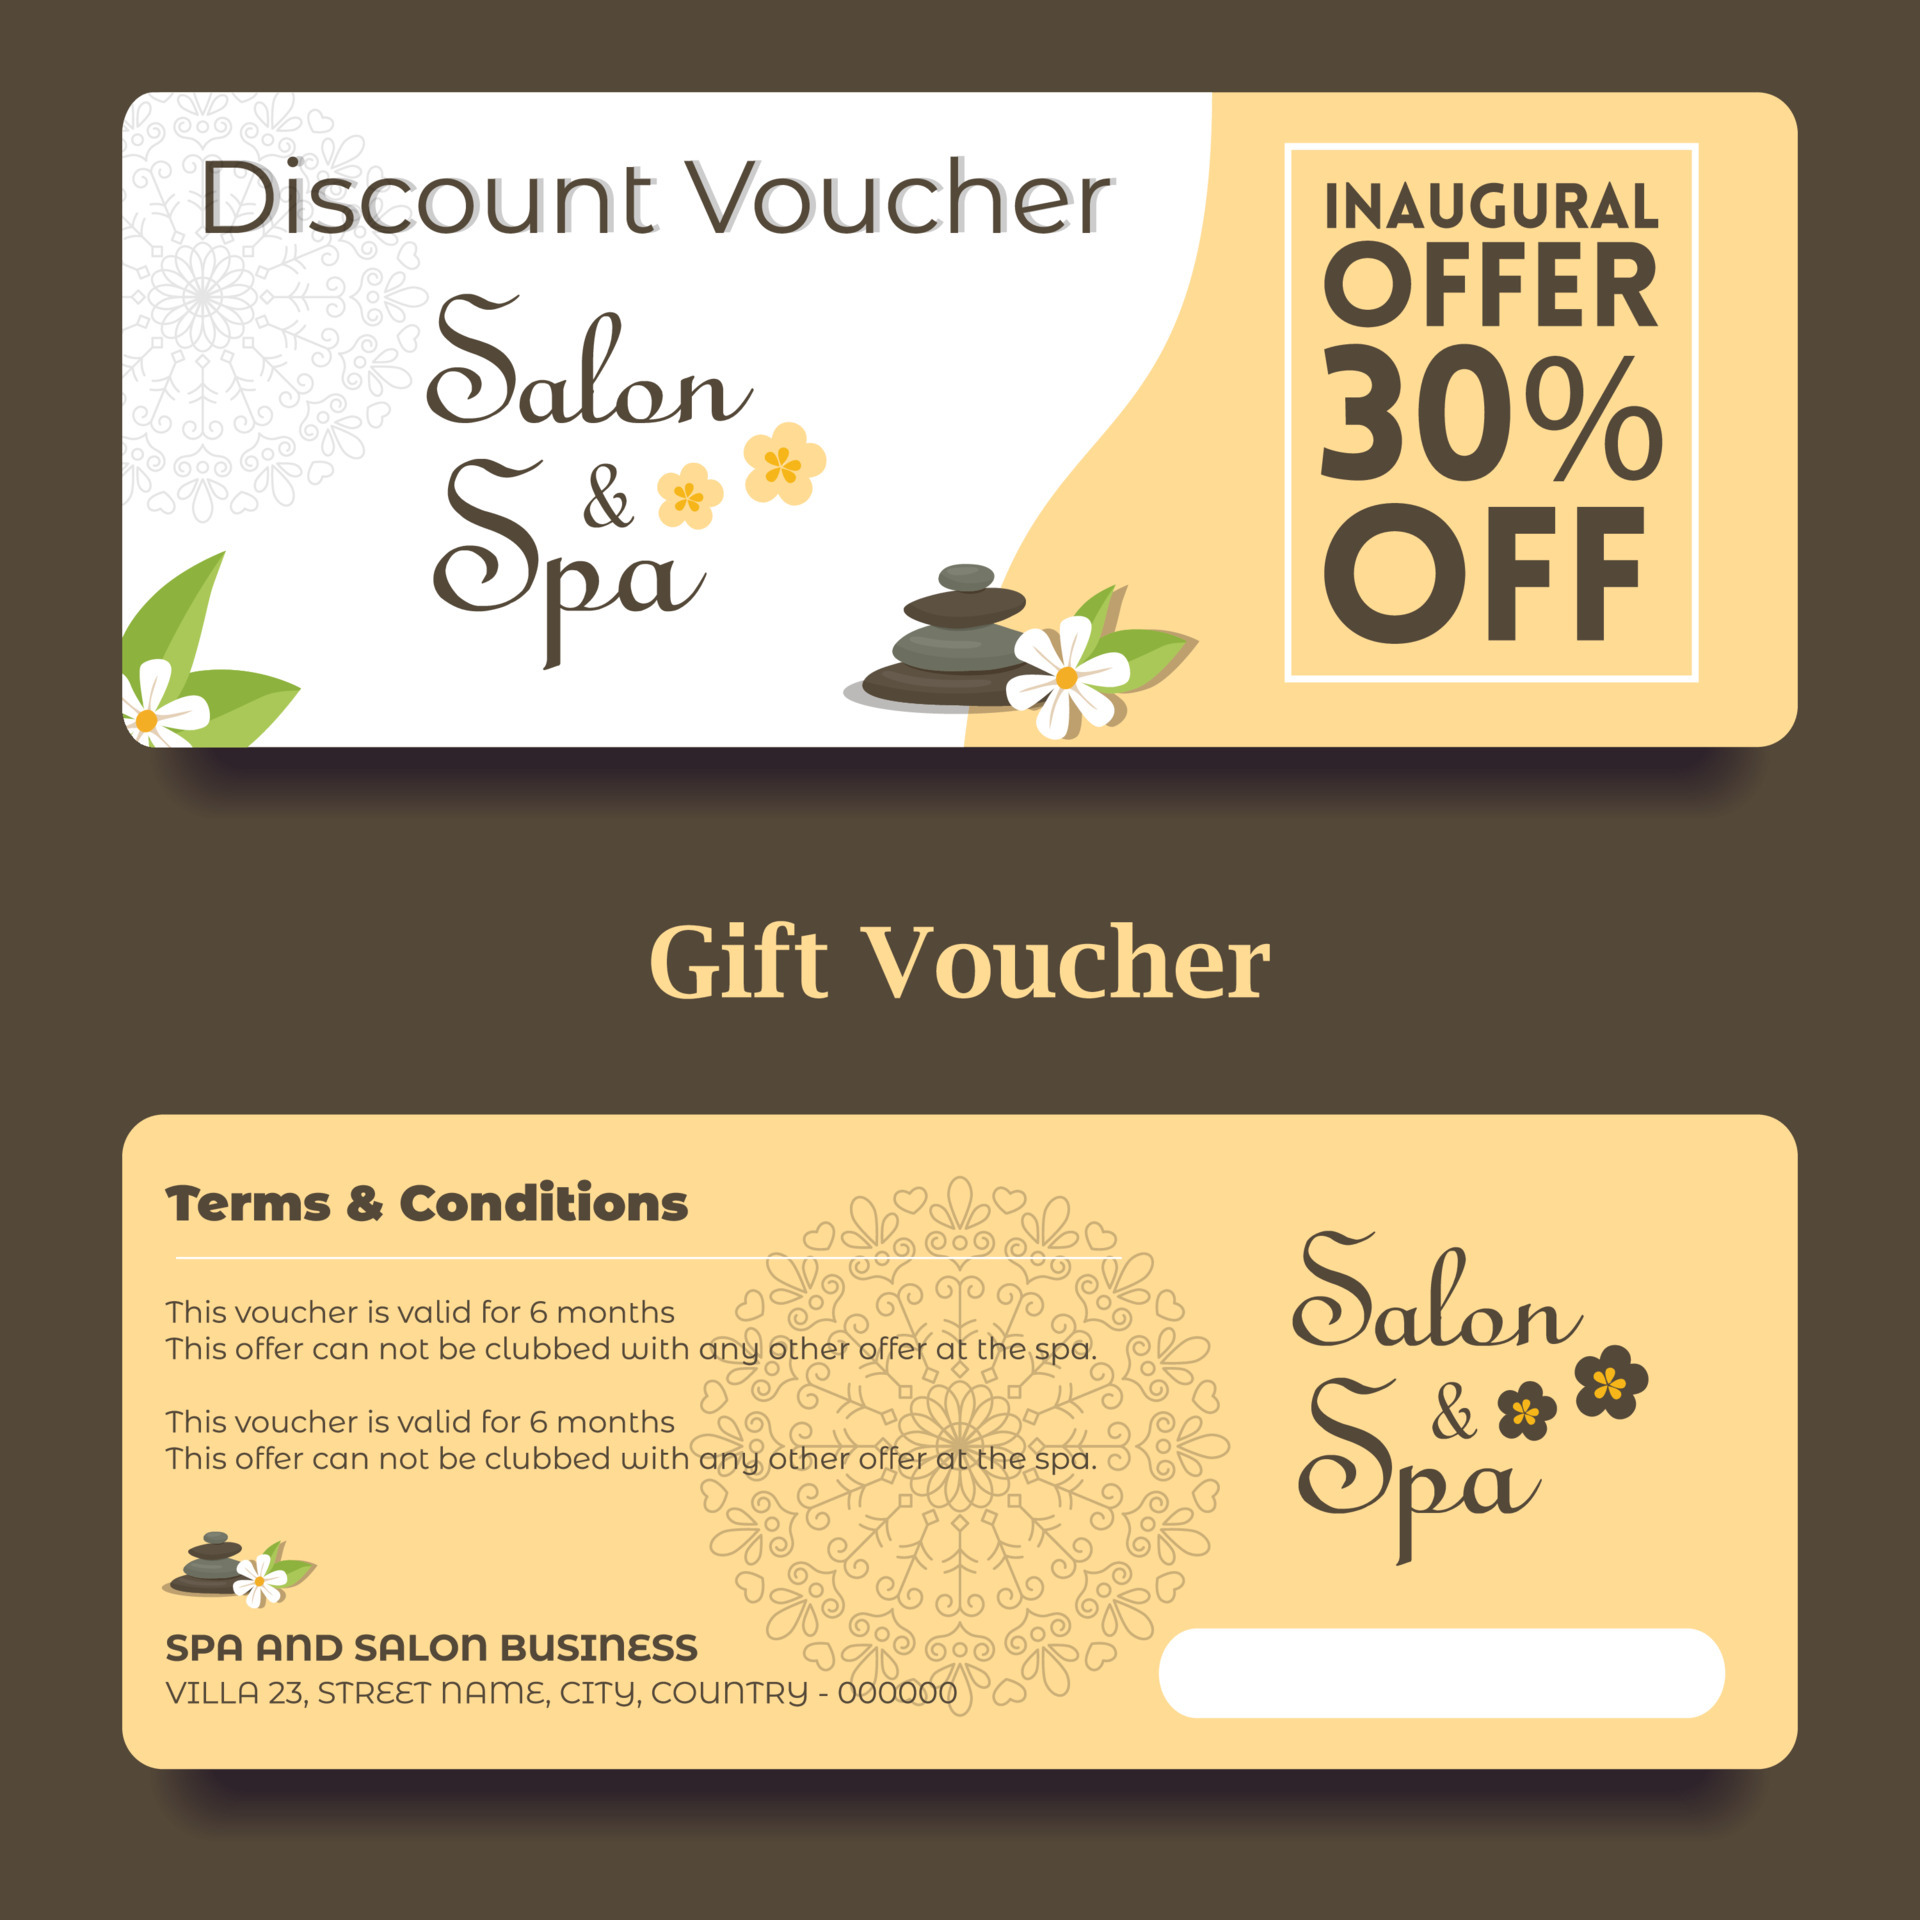 Discount Voucher
Salon
&
Spa
INAUGURAL
OFFER
30%
OFF
Gift Voucher
Terms & Conditions
This voucher is valid for 6 months
This offer can not be clubbed with any other offer at the spa.
This voucher is valid for 6 months
This offer can not be clubbed with any other offer at the spa.
SPA AND SALON BUSINESS
VILLA 23, STREET NAME, CITY, COUNTRY - 000000
Salon
&
Spa